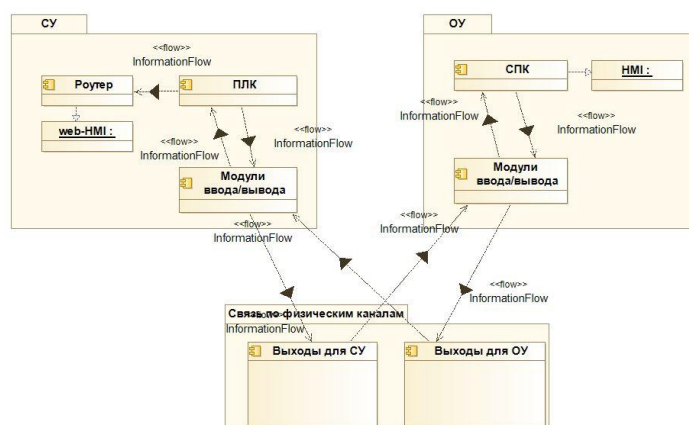 СУ
ОУ
<<flow>>
InformationFlow
Роутер
ПЛК
СПК
HMI :
web-HMI :
<<flow>>
InformationFlow
<<flow>>
InformationFlow
<<flow>>
InformationFlow
<<flow>>
InformationFlow
Модули
ввода/вывода
Модули
ввода/вывода
<<flow>>
InformationFlow
<<flow>>
InformationFlow
<<flow>>
InformationFlow
Связь по физическим каналам
<<flow>>
InformationFlow
Выходы для СУ
Выходы для ОУ